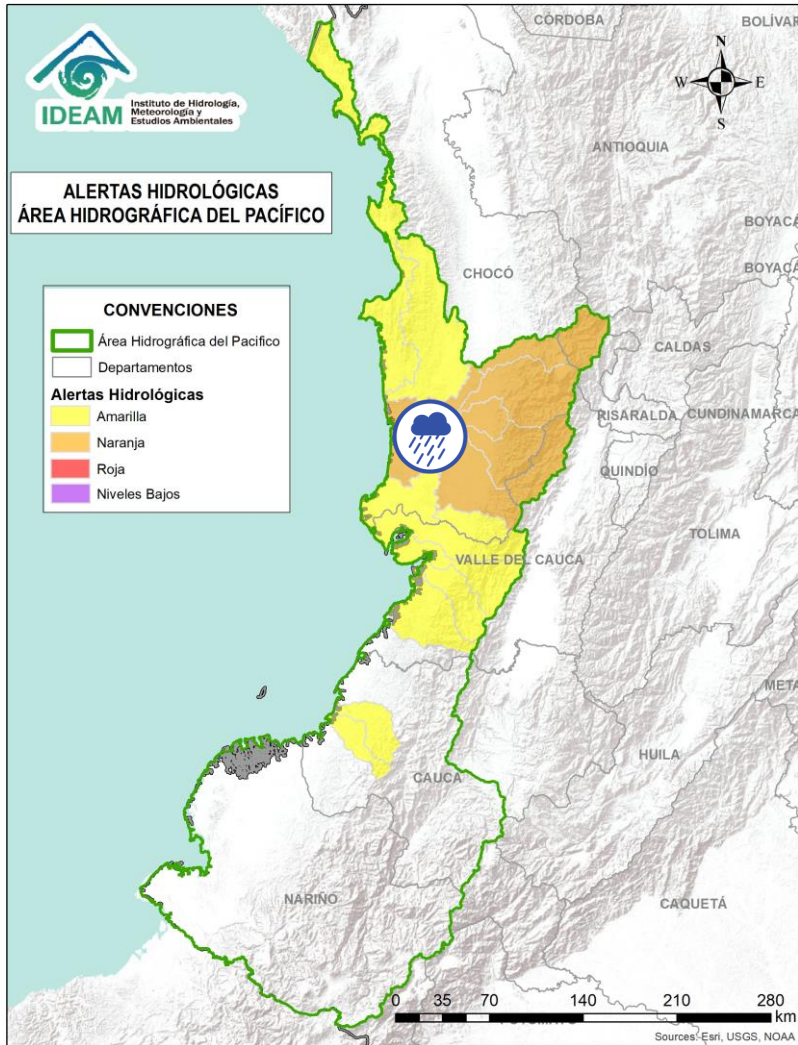 IDEAM
Instituto de Hidrología,
Meteorología y
Estudios Ambientales
ALERTAS HIDROLÓGICAS
ÁREA HIDROGRÁFICA DEL PACÍFICO
CONVENCIONES
Área Hidrográfica del Pacifico
Departamentos
Alertas Hidrológicas
Amarilla
Naranja
Roja
Niveles Bajos
CÓRDOBA
BOLÍVAR
N
W
E
S
ANTIOQUIA
BOYACÁ
BOYACÁ
CHOCÓ
CALDAS
RISARALDA
CUNDINAMARCA
QUINDÍO
TOLIMA
VALLE DEL CAUCA
META
HUILA
CAUCA
NARIÑO
CAQUETÁ
0 35 70 140 210 280
km
Sources: Esri, USGS, NOAA